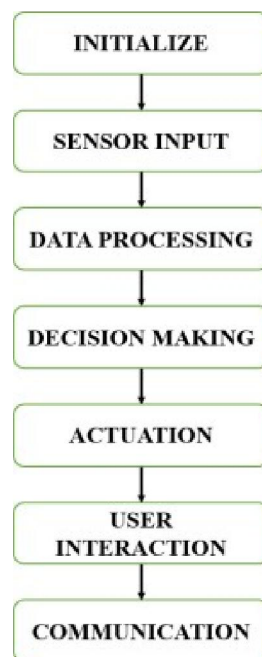 INITIALIZE
SENSOR INPUT
DATA PROCESSING
DECISION MAKING
ACTUATION
USER
INTERACTION
COMMUNICATION